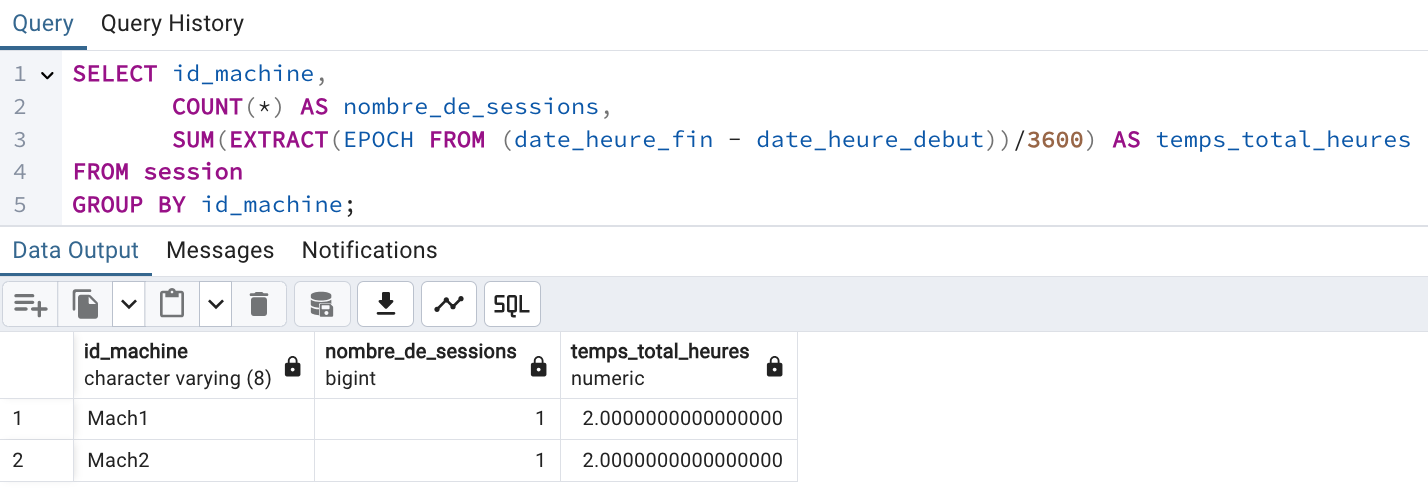 Query Query History
1 SELECT id_machine,
2 COUNT(*) AS nombre_de_sessions,
3 SUM(EXTRACT(EPOCH FROM (date_heure_fin - date_heure_debut))/3600) AS temps_total_heures
4 FROM session
5 GROUP BY id_machine;
Data Output Messages Notifications
SQL
id_machine nombre_de_sessions temps_total_heures
character varying (8) bigint numeric
1 Mach1 1 2.0000000000000000
2 Mach2 1 2.0000000000000000